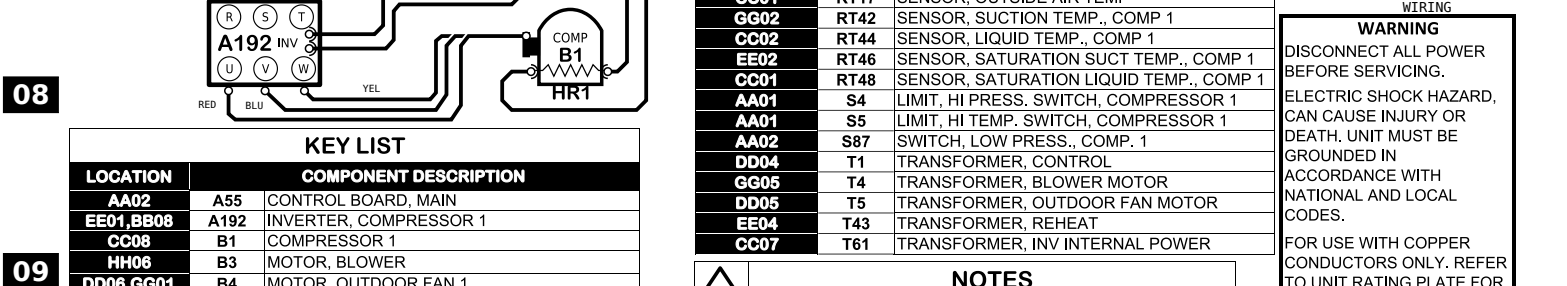 R S T
A192 INV
U V W
COMP
B1
HR1
RED BLU YEL
08
09
KEY LIST
LOCATION COMPONENT DESCRIPTION
AA02 A55 CONTROL BOARD, MAIN
EE01,BB08 A192 INVERTER, COMPRESSOR 1
CC08 B1 COMPRESSOR 1
HH06 B3 MOTOR, BLOWER
DD06,GG01 B4 MOTOR, OUTDOOR FAN 1
RT17 SENSOR, OUTSIDE AIR TEMP
GG02 RT42 SENSOR, SUCTION TEMP., COMP 1
CC02 RT44 SENSOR, LIQUID TEMP., COMP 1
EE02 RT46 SENSOR, SATURATION SUCT TEMP., COMP 1
CC01 RT48 SENSOR, SATURATION LIQUID TEMP., COMP 1
AA01 S4 LIMIT, HI PRESS. SWITCH, COMPRESSOR 1
AA01 S5 LIMIT, HI TEMP. SWITCH, COMPRESSOR 1
AA02 S87 SWITCH, LOW PRESS., COMP. 1
DD04 T1 TRANSFORMER, CONTROL
GG05 T4 TRANSFORMER, BLOWER MOTOR
DD05 T5 TRANSFORMER, OUTDOOR FAN MOTOR
EE04 T43 TRANSFORMER, REHEAT
CC07 T61 TRANSFORMER, INV INTERNAL POWER
NOTES
WIRING
WARNING
DISCONNECT ALL POWER
BEFORE SERVICING.
ELECTRIC SHOCK HAZARD,
CAN CAUSE INJURY OR
DEATH. UNIT MUST BE
GROUNDED IN
ACCORDANCE WITH
NATIONAL AND LOCAL
CODES.
FOR USE WITH COPPER
CONDUCTORS ONLY. REFER
TO UNIT RATING PLATE FOR